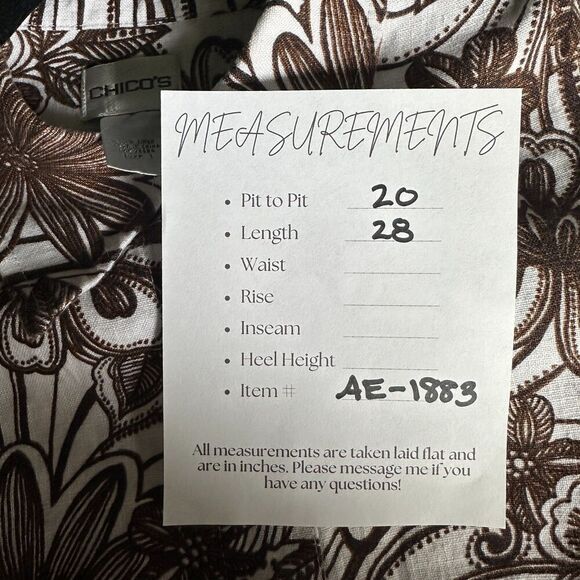 CHICO'S
MEASUREMENTS
• Pit to Pit 20
• Length 28
• Waist
• Rise
• Inseam
• Heel Height
• Item # AE-1883
All measurements are taken laid flat and
are in inches. Please message me if you
have any questions!